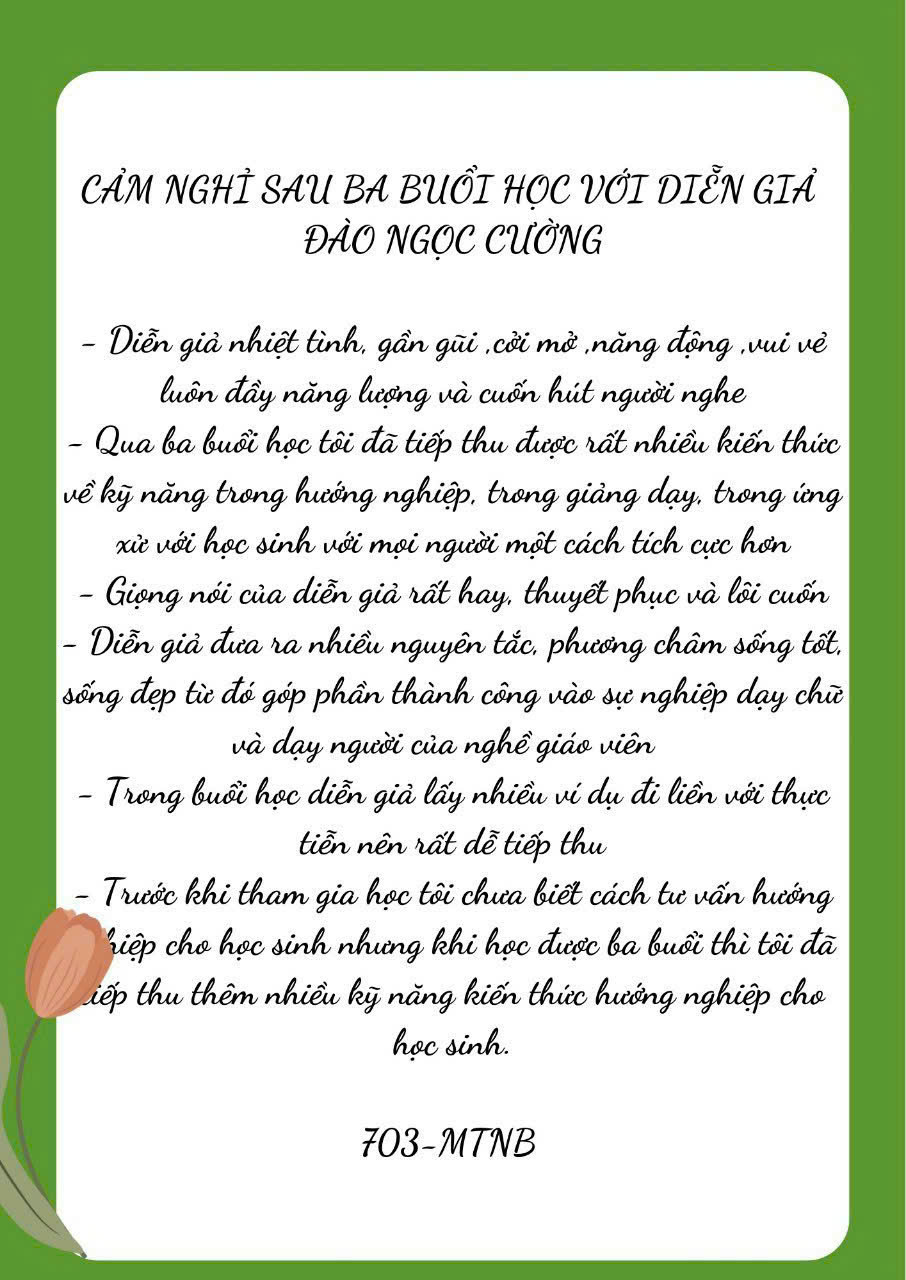 CẢM NGHĨ SAU BA BUỔI HỌC VỚI DIỄN GIẢ
ĐÀO NGỌC CƯỜNG
- Diễn giả nhiệt tình, gần gũi ,cởi mở ,năng động ,vui vẻ
luôn đầy năng lượng và cuốn hút người nghe
- Qua ba buổi học tôi đã tiếp thu được rất nhiều kiến thức
về kỹ năng trong hướng nghiệp, trong giảng dạy, trong ứng
xử với học sinh với mọi người một cách tích cực hơn
- Giọng nói của diễn giả rất hay, thuyết phục và lôi cuốn
- Diễn giả đưa ra nhiều nguyên tắc, phương châm sống tốt,
sống đẹp từ đó góp phần thành công vào sự nghiệp dạy chữ
và dạy người của nghề giáo viên
- Trong buổi học diễn giả lấy nhiều ví dụ đi liền với thực
tiễn nên rất dễ tiếp thu
- Trước khi tham gia học tôi chưa biết cách tư vấn hướng
hiệp cho học sinh nhưng khi học được ba buổi thì tôi đã
tiếp thu thêm nhiều kỹ năng kiến thức hướng nghiệp cho
học sinh.
703-MTNB